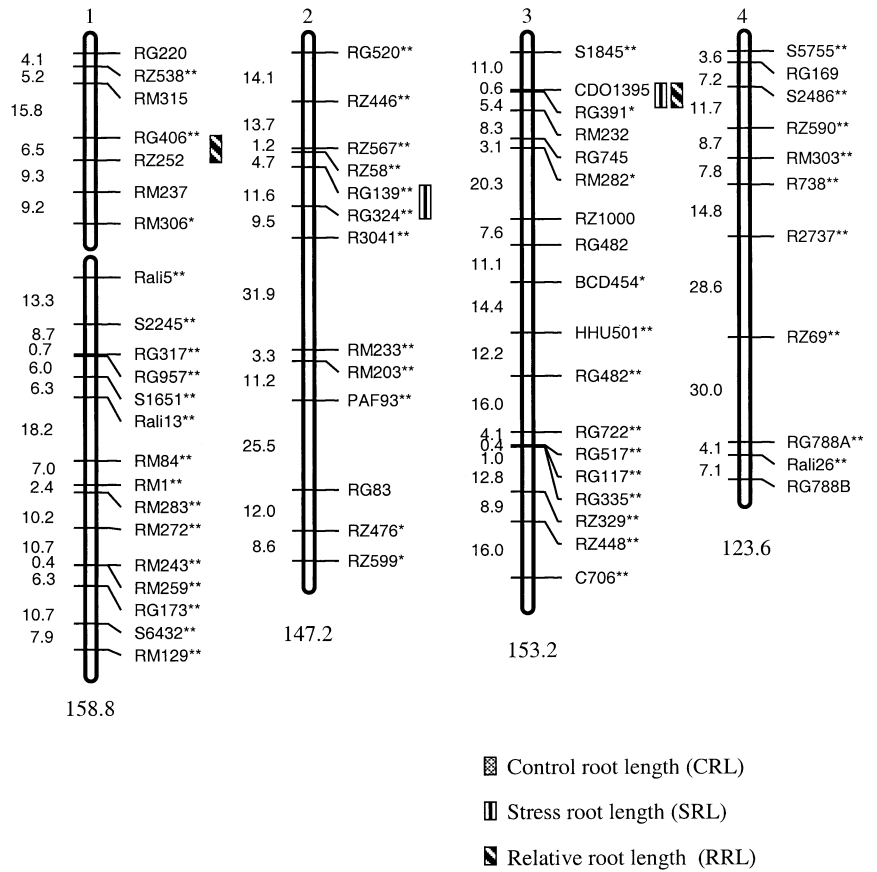 1
4.1
5.2
15.8
6.5
9.3
9.2
RG220
RZ538**
RM315
RG406**
RZ252
RM237
RM306*
13.3
8.7
0.7
6.0
6.3
18.2
7.0
2.4
10.2
10.7
0.4
6.3
10.7
7.9
Rali5**
S2245**
RG317**
RG957**
S1651**
Rali13**
RM84**
RM1**
RM283**
RM272**
RM243**
RM259**
RG173**
S6432**
RM129**
158.8
2
14.1
13.7
1.2
4.7
11.6
9.5
31.9
3.3
11.2
25.5
12.0
8.6
RG520**
RZ446**
RZ567**
RZ58**
RG139**
RG324**
R3041**
RM233**
RM203**
PAF93**
RG83
RZ476*
RZ599*
147.2
3
11.0
0.6
5.4
8.3
3.1
20.3
7.6
11.1
14.4
12.2
16.0
4.1
0.4
1.0
12.8
8.9
16.0
S1845**
CDO1395
RG391*
RM232
RG745
RM282*
RZ1000
RG482
BCD454*
HHU501**
RG482**
RG722**
RG517**
RG117**
RG335**
RZ329**
RZ448**
C706**
153.2
4
3.6
7.2
11.7
8.7
7.8
14.8
28.6
30.0
4.1
7.1
S5755**
RG169
S2486**
RZ590**
RM303**
R738**
R2737**
RZ69**
RG788A**
Rali26**
RG788B
123.6
Control root length (CRL)
Stress root length (SRL)
Relative root length (RRL)